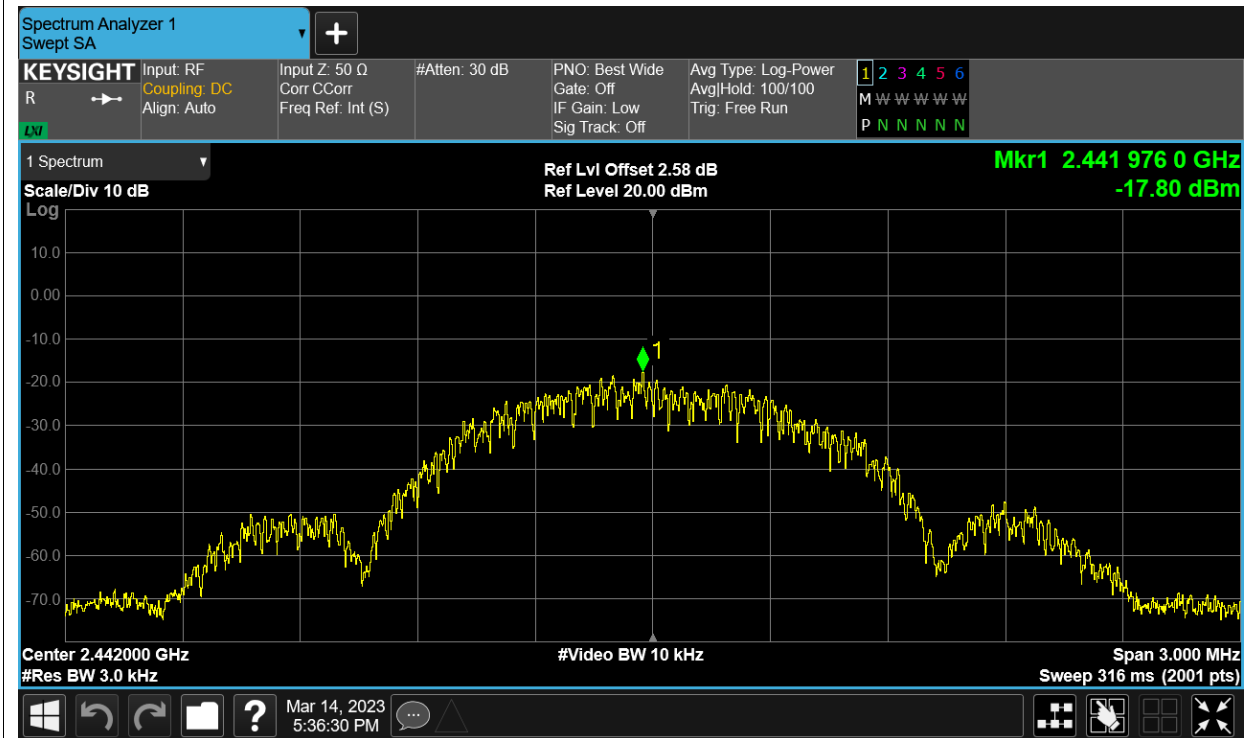 Spectrum Analyzer 1
Swept SA
KEYSIGHT
R
LXI
Input: RF
Coupling: DC
Align: Auto
Input Z: 50 Ω
Corr CCorr
Freq Ref: Int (S)
#Atten: 30 dB
PNO: Best Wide
Gate: Off
IF Gain: Low
Sig Track: Off
Avg Type: Log-Power
Avg|Hold: 100/100
Trig: Free Run
1 2 3 4 5 6
M W W W W W
P N N N N N
1 Spectrum
Scale/Div 10 dB
Ref Lvl Offset 2.58 dB
Ref Level 20.00 dBm
Mkr1 2.441 976 0 GHz
-17.80 dBm
Log
10.0
0.00
-10.0
-20.0
-30.0
-40.0
-50.0
-60.0
-70.0
1
Center 2.442000 GHz
#Video BW 10 kHz
Span 3.000 MHz
#Res BW 3.0 kHz
Sweep 316 ms (2001 pts)
?
Mar 14, 2023
5:36:30 PM